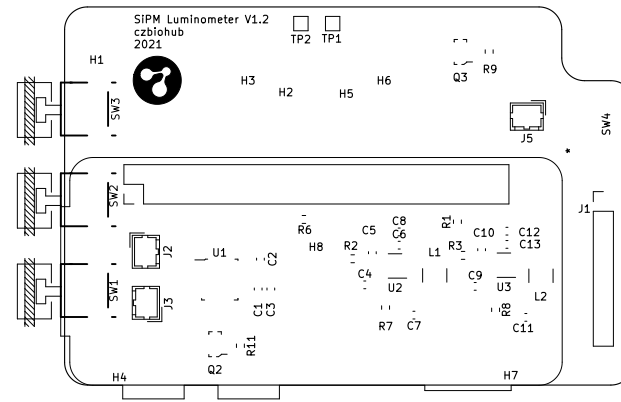 SiPM Luminometer V1.2
czbiohub
2021
TP2
TP1
H1
Q3
R9
H3
H2
H5
H6
SW3
J5
SW4
*
SW2
J1
R6
H8
C5
C8
C6
R1
C10
C12
C13
J2
U1
C2
R2
L1
R3
C4
U2
C9
U3
L2
SW1
J3
C1
C3
R7
C7
R8
C11
Q2
R11
H4
H7